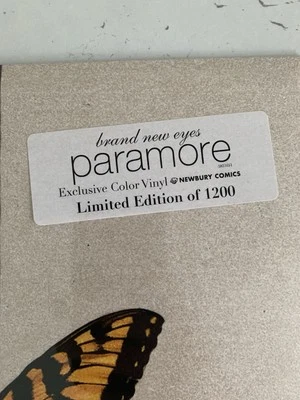 brand new eyes
paramore
Exclusive Color Vinyl NEWBURY COMICS
Limited Edition of 1200